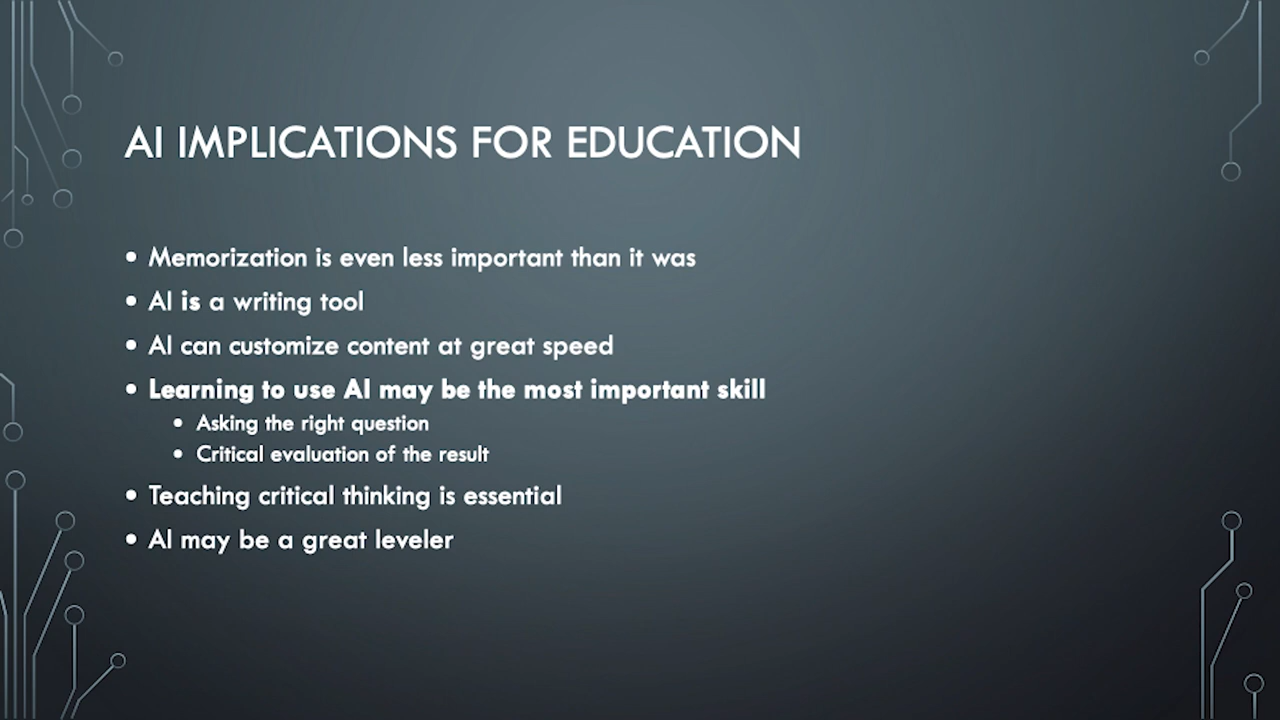 AI IMPLICATIONS FOR EDUCATION
• Memorization is even less important than it was
• AI is a writing tool
• AI can customize content at great speed
• Learning to use AI may be the most important skill
• Asking the right question
• Critical evaluation of the result
• Teaching critical thinking is essential
• AI may be a great leveler